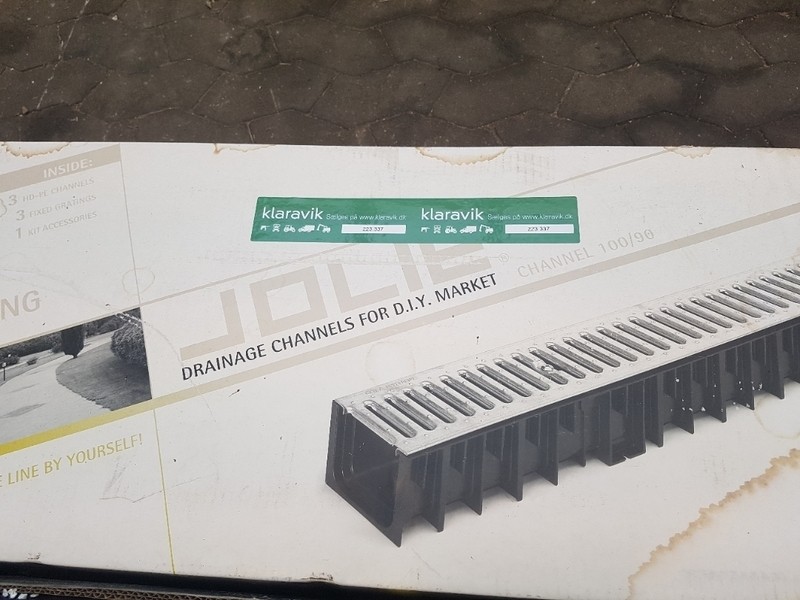 INSIDE:
3 HD-PE CHANNELS
3 FIXED GRATINGS
1 KIT ACCESSORIES
klaravik Sælges på www.klaravik.dk
223 337
klaravik Sælges på www.klaravik.dk
223 337
JOLIE®
CHANNEL 100/90
DRAINAGE CHANNELS FOR D.I.Y. MARKET
NG
E LINE BY YOURSELF!